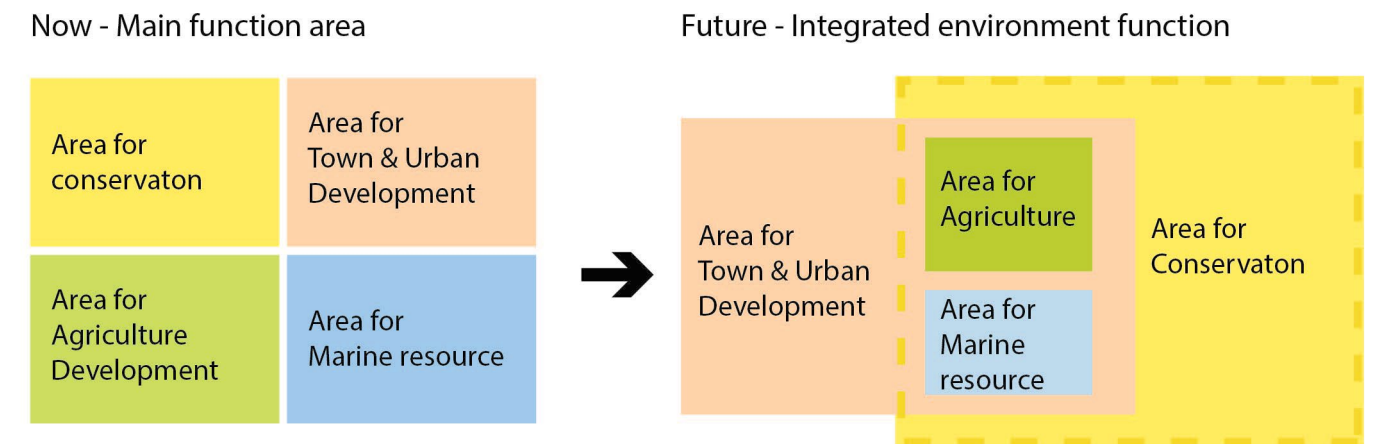 Now - Main function area
Area for
conservaton
Area for
Town & Urban
Development
Area for
Agriculture
Development
Area for
Marine resource
Future - Integrated environment function
Area for
Town & Urban
Development
Area for
Agriculture
Area for
Marine
resource
Area for
Conservaton